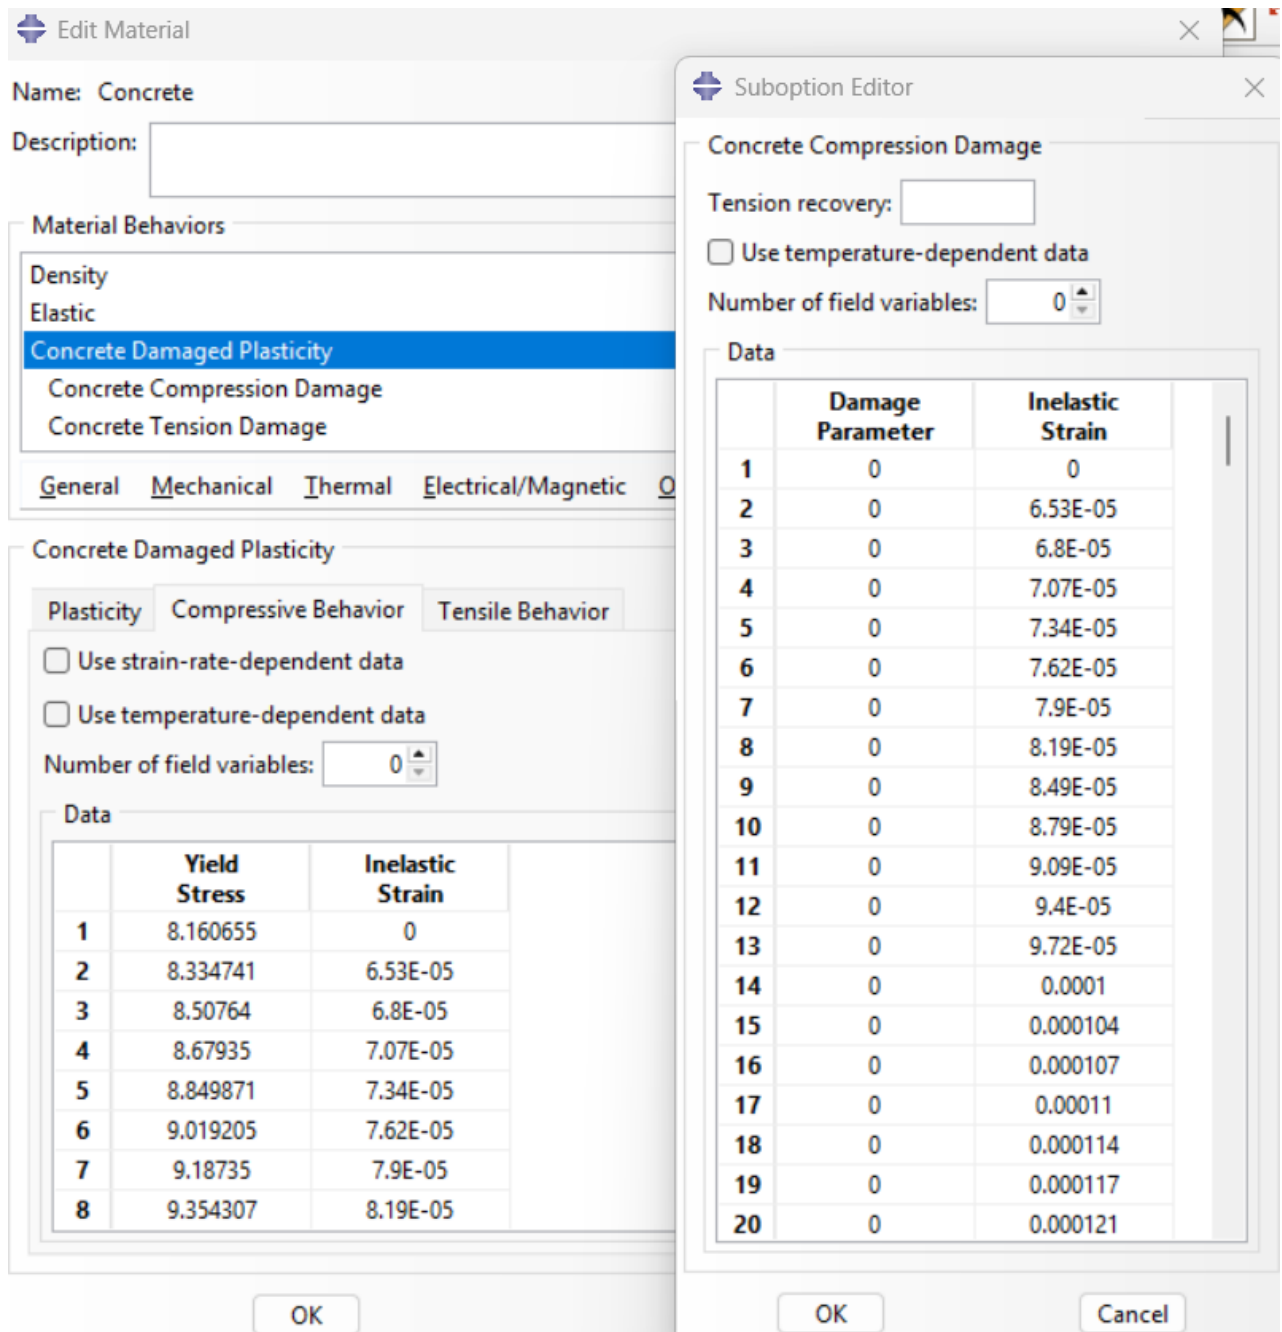 Edit Material
Name: Concrete
Description:
Material Behaviors
Density
Elastic
Concrete Damaged Plasticity
Concrete Compression Damage
Concrete Tension Damage
General Mechanical Thermal Electrical/Magnetic O
Concrete Damaged Plasticity
Plasticity Compressive Behavior Tensile Behavior
Use strain-rate-dependent data
Use temperature-dependent data
Number of field variables: 0
Data
Yield Stress Inelastic Strain
1 8.160655 0
2 8.334741 6.53E-05
3 8.50764 6.8E-05
4 8.67935 7.07E-05
5 8.849871 7.34E-05
6 9.019205 7.62E-05
7 9.18735 7.9E-05
8 9.354307 8.19E-05
OK
Suboption Editor
Concrete Compression Damage
Tension recovery:
Use temperature-dependent data
Number of field variables: 0
Data
Damage Parameter Inelastic Strain
1 0 0
2 0 6.53E-05
3 0 6.8E-05
4 0 7.07E-05
5 0 7.34E-05
6 0 7.62E-05
7 0 7.9E-05
8 0 8.19E-05
9 0 8.49E-05
10 0 8.79E-05
11 0 9.09E-05
12 0 9.4E-05
13 0 9.72E-05
14 0 0.0001
15 0 0.000104
16 0 0.000107
17 0 0.00011
18 0 0.000114
19 0 0.000117
20 0 0.000121
OK Cancel